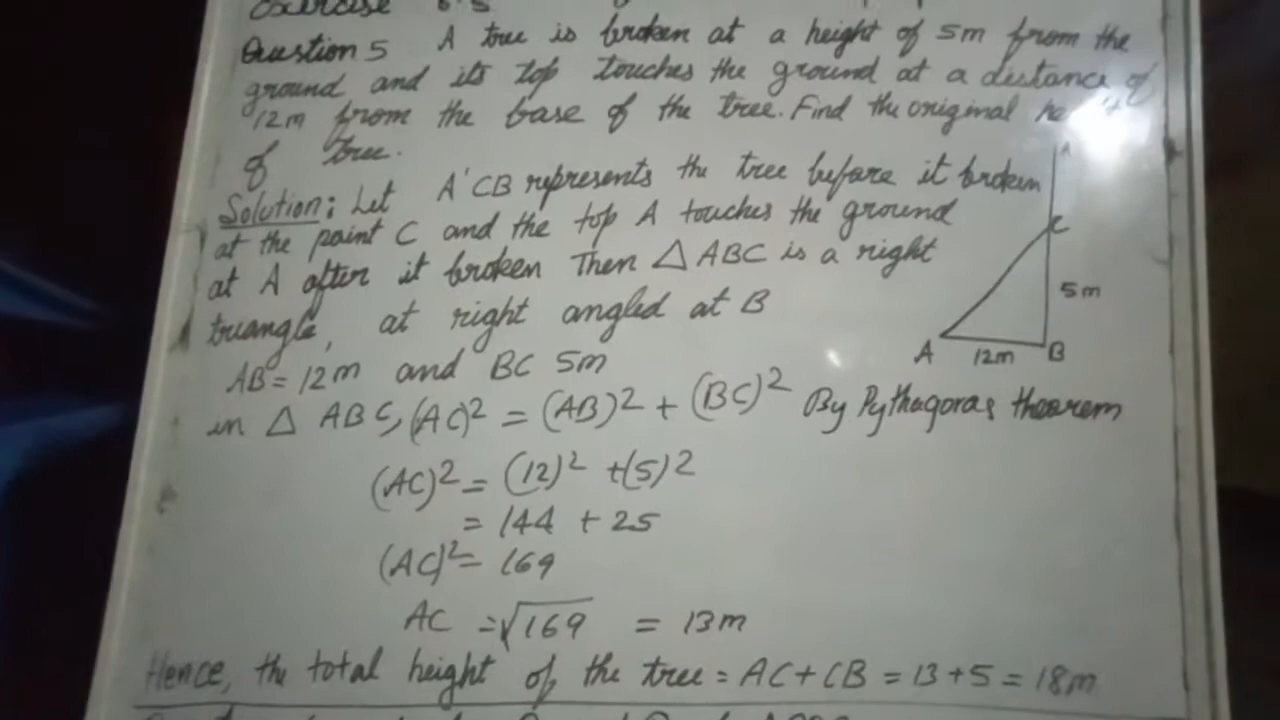 Exercise 6.5
Question 5 A tree is broken at a height of 5m from the
ground and its top touches the ground at a distance of
12m from the base of the tree. Find the original
of tree.
Solution: Let A'CB represents the tree before it broken
at the point C and the top A touches the ground
at A after it broken Then △ABC is a right
triangle, at right angled at B
AB = 12m and BC 5m
in △ ABC, (AC)² = (AB)² + (BC)² By Pythagoras theorem
(AC)² = (12)² + (5)²
= 144 + 25
(AC)² = 169
AC = √169 = 13m
Hence, the total height of the tree = AC + CB = 13 + 5 = 18m
C
5m
A
12m
B